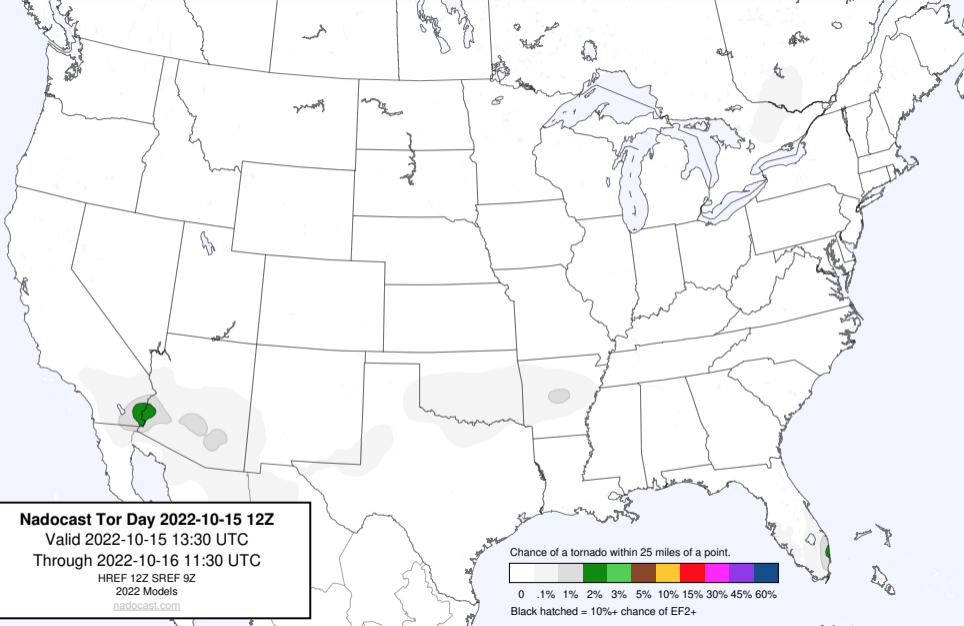 Nadocast Tor Day 2022-10-15 12Z
Valid 2022-10-15 13:30 UTC
Through 2022-10-16 11:30 UTC
HREF 12Z SREF 9Z
2022 Models
nadocast.com
Chance of a tornado within 25 miles of a point.
0 .1% 1% 2% 3% 5% 10% 15% 30% 45% 60%
Black hatched = 10%+ chance of EF2+